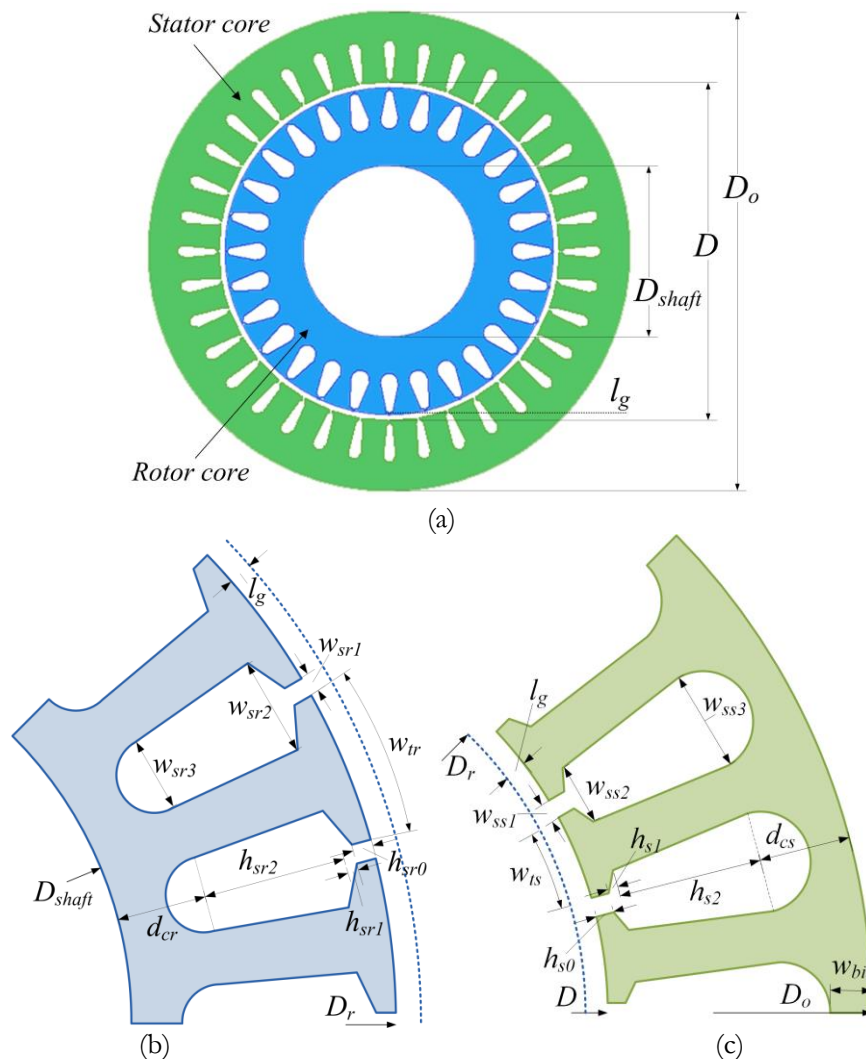 Stator core
D_o
D
D_shaft
l_g
Rotor core
(a)
l_g
w_sr1
w_sr2
w_tr
w_sr3
h_sr2
h_sr0
D_shaft
h_sr1
d_cr
D_r
(b)
l_g
w_ss3
D_r
w_ss2
w_ss1
h_s1
d_cs
w_ts
h_s2
h_s0
w_bi
D
D_o
(c)